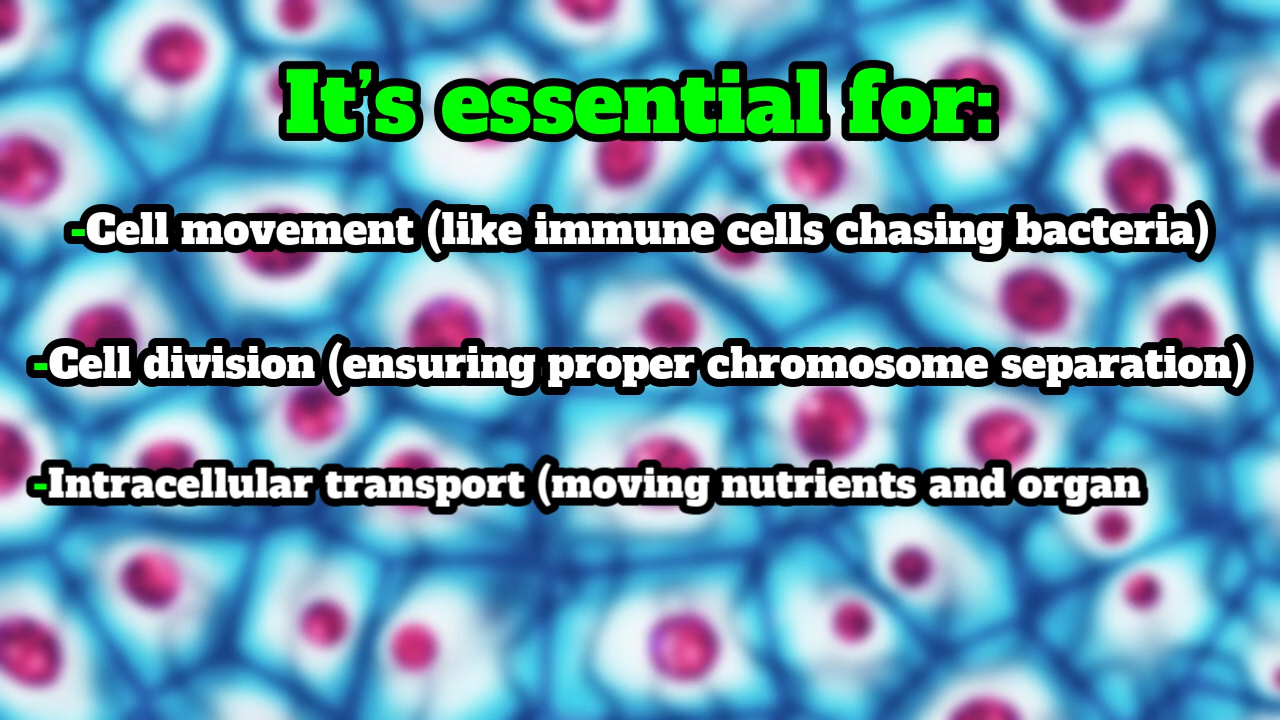 It’s essential for:
-Cell movement (like immune cells chasing bacteria)
-Cell division (ensuring proper chromosome separation)
-Intracellular transport (moving nutrients and organ